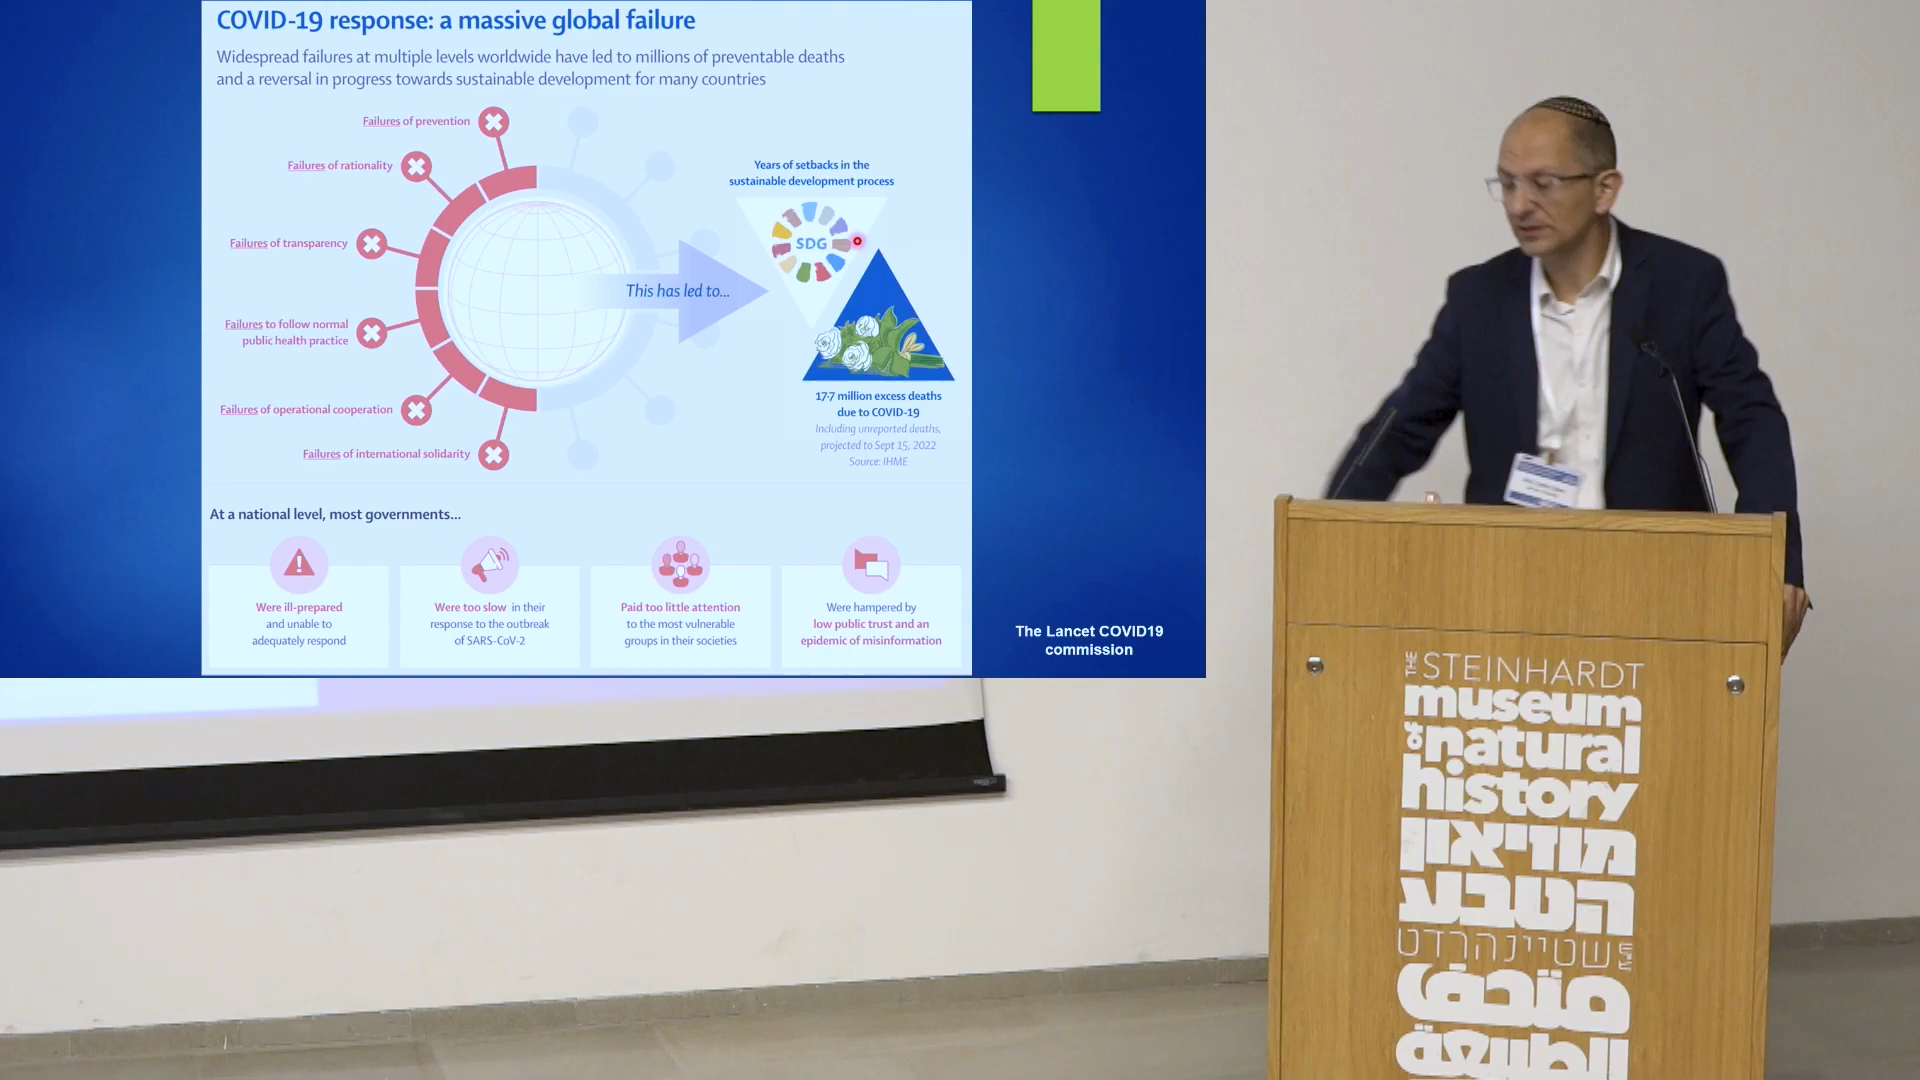 COVID-19 response: a massive global failure
Widespread failures at multiple levels worldwide have led to millions of preventable deaths
and a reversal in progress towards sustainable development for many countries
Failures of prevention
Failures of rationality
Failures of transparency
Failures to follow normal
public health practice
Failures of operational cooperation
Failures of international solidarity
This has led to...
Years of setbacks in the
sustainable development process
SDG
17·7 million excess deaths
due to COVID-19
Including unreported deaths,
projected to Sept 15, 2022
Source: IHME
At a national level, most governments...
Were ill-prepared
and unable to
adequately respond
Were too slow in their
response to the outbreak
of SARS-CoV-2
Paid too little attention
to the most vulnerable
groups in their societies
Were hampered by
low public trust and an
epidemic of misinformation
The Lancet COVID19
commission
THE STEINHARDT
museum
of natural
history
מוזיאון
הטבע
ע״ש שטיינהרדט
متحف
الطبيعة